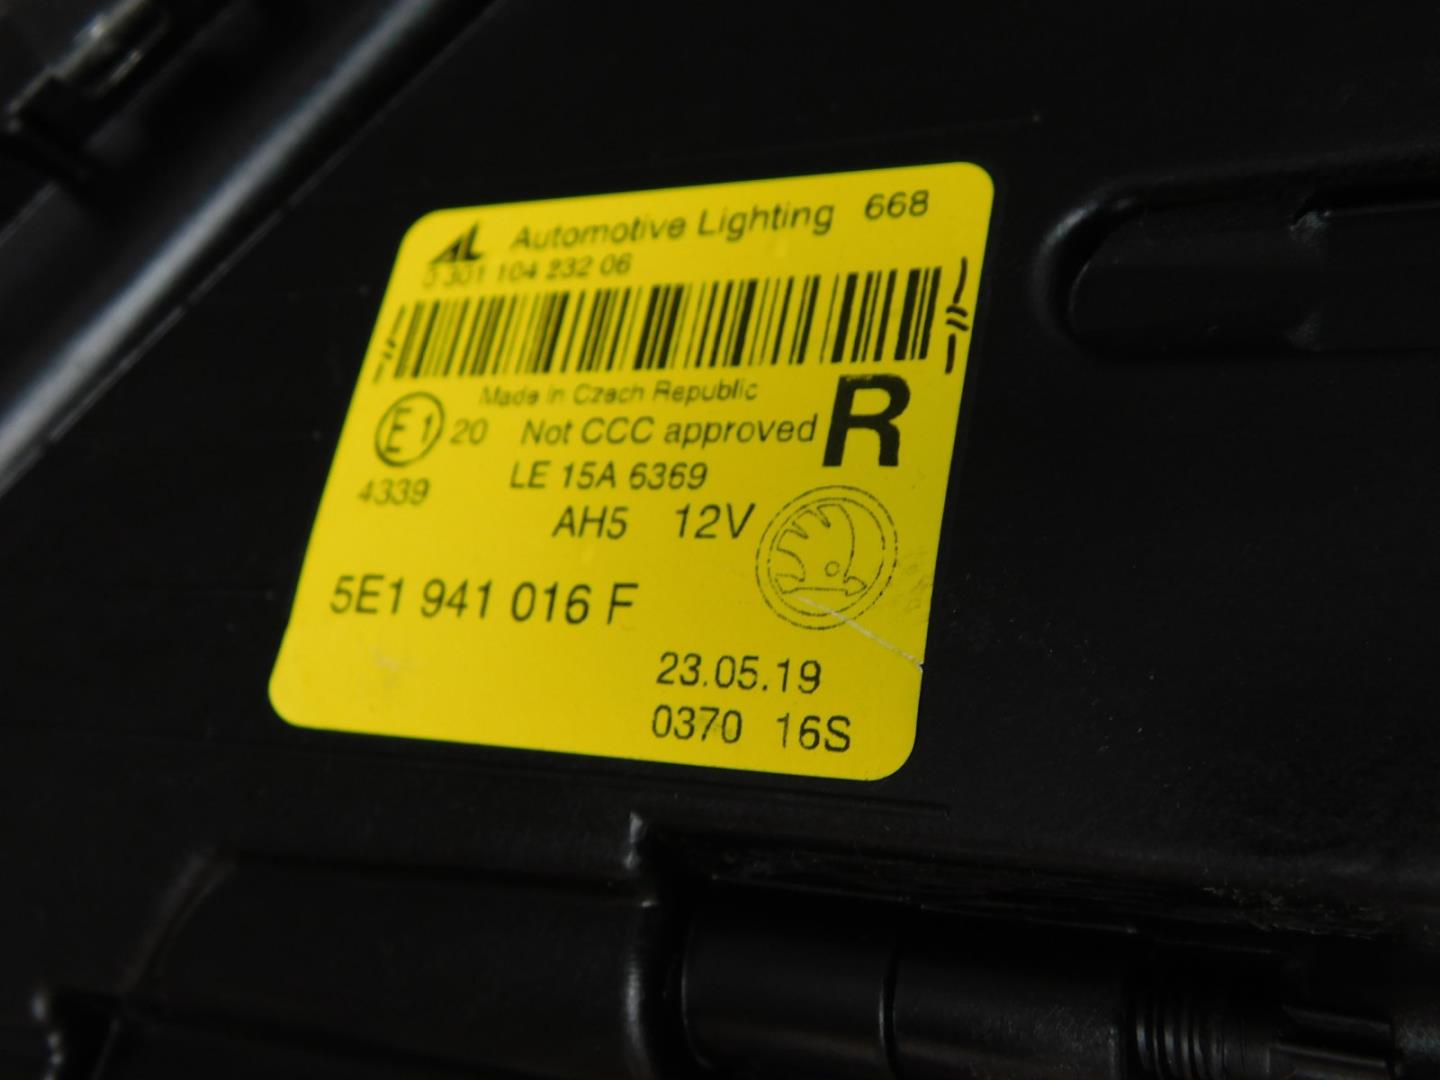 AL Automotive Lighting 668
0 301 104 232 06
Made in Czech Republic
E1 20 Not CCC approved R
4339 LE 15A 6369
AH5 12V
5E1 941 016 F
23.05.19
0370 16S